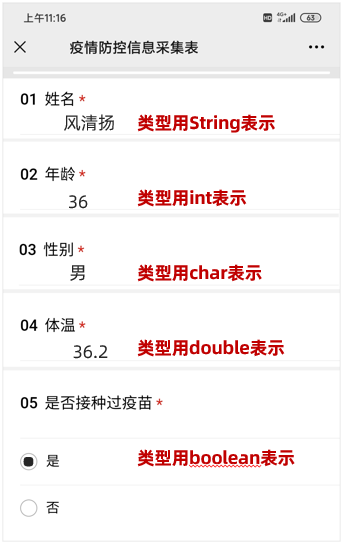 上午11:16
HD 4G+ 63
疫情防控信息采集表
01 姓名 *
风清扬 类型用String表示
02 年龄 *
36 类型用int表示
03 性别 *
男 类型用char表示
04 体温 *
36.2 类型用double表示
05 是否接种过疫苗 *
是 类型用boolean表示
否